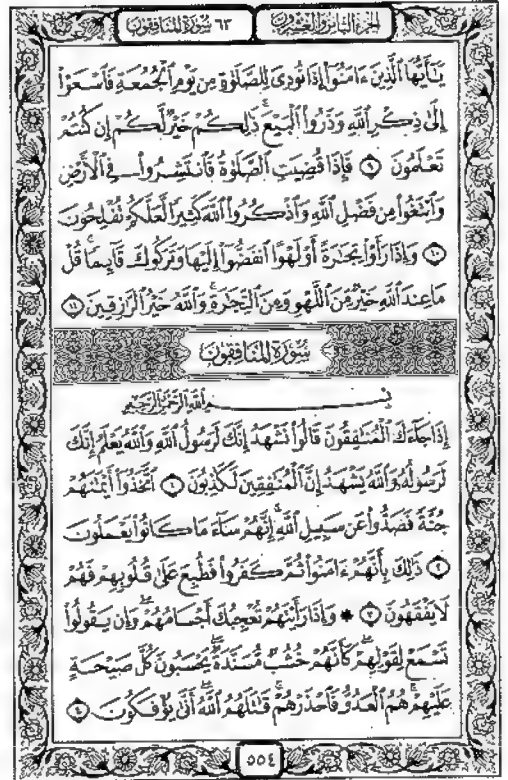 الجزء الثامن والعشرون
٦٣ سورة المنافقون
يَٰٓأَيُّهَا ٱلَّذِينَ ءَامَنُوٓا۟ إِذَا نُودِىَ لِلصَّلَوٰةِ مِن يَوْمِ ٱلْجُمُعَةِ فَٱسْعَوْا۟
إِلَىٰ ذِكْرِ ٱللَّهِ وَذَرُوا۟ ٱلْبَيْعَ ۚ ذَٰلِكُمْ خَيْرٌ لَّكُمْ إِن كُنتُمْ
تَعْلَمُونَ ٩ فَإِذَا قُضِيَتِ ٱلصَّلَوٰةُ فَٱنتَشِرُوا۟ فِى ٱلْأَرْضِ
وَٱبْتَغُوا۟ مِن فَضْلِ ٱللَّهِ وَٱذْكُرُوا۟ ٱللَّهَ كَثِيرًا لَّعَلَّكُمْ تُفْلِحُونَ
١٠ وَإِذَا رَأَوْا۟ تِجَٰرَةً أَوْ لَهْوًا ٱنفَضُّوٓا۟ إِلَيْهَا وَتَرَكُوكَ قَآئِمًا ۚ قُلْ
مَا عِندَ ٱللَّهِ خَيْرٌ مِّنَ ٱللَّهْوِ وَمِنَ ٱلتِّجَٰرَةِ ۚ وَٱللَّهُ خَيْرُ ٱلرَّٰزِقِينَ ١١
سُورَةُ المُنَافِقُونَ
بِسْمِ ٱللَّهِ ٱلرَّحْمَٰنِ ٱلرَّحِيمِ
إِذَا جَآءَكَ ٱلْمُنَٰفِقُونَ قَالُوا۟ نَشْهَدُ إِنَّكَ لَرَسُولُ ٱللَّهِ وَٱللَّهُ يَعْلَمُ إِنَّكَ
لَرَسُولُهُۥ وَٱللَّهُ يَشْهَدُ إِنَّ ٱلْمُنَٰفِقِينَ لَكَٰذِبُونَ ١ ٱتَّخَذُوٓا۟ أَيْمَٰنَهُمْ
جُنَّةً فَصَدُّوا۟ عَن سَبِيلِ ٱللَّهِ ۚ إِنَّهُمْ سَآءَ مَا كَانُوا۟ يَعْمَلُونَ
٢ ذَٰلِكَ بِأَنَّهُمْ ءَامَنُوا۟ ثُمَّ كَفَرُوا۟ فَطُبِعَ عَلَىٰ قُلُوبِهِمْ فَهُمْ
لَا يَفْقَهُونَ ٣ * وَإِذَا رَأَيْتَهُمْ تُعْجِبُكَ أَجْسَامُهُمْ ۖ وَإِن يَقُولُوا۟
تَسْمَعْ لِقَوْلِهِمْ ۖ كَأَنَّهُمْ خُشُبٌ مُّسَنَّدَةٌ ۖ يَحْسَبُونَ كُلَّ صَيْحَةٍ
عَلَيْهِمْ ۚ هُمُ ٱلْعَدُوُّ فَٱحْذَرْهُمْ ۚ قَٰتَلَهُمُ ٱللَّهُ ۖ أَنَّىٰ يُؤْفَكُونَ ٤
٥٥٤